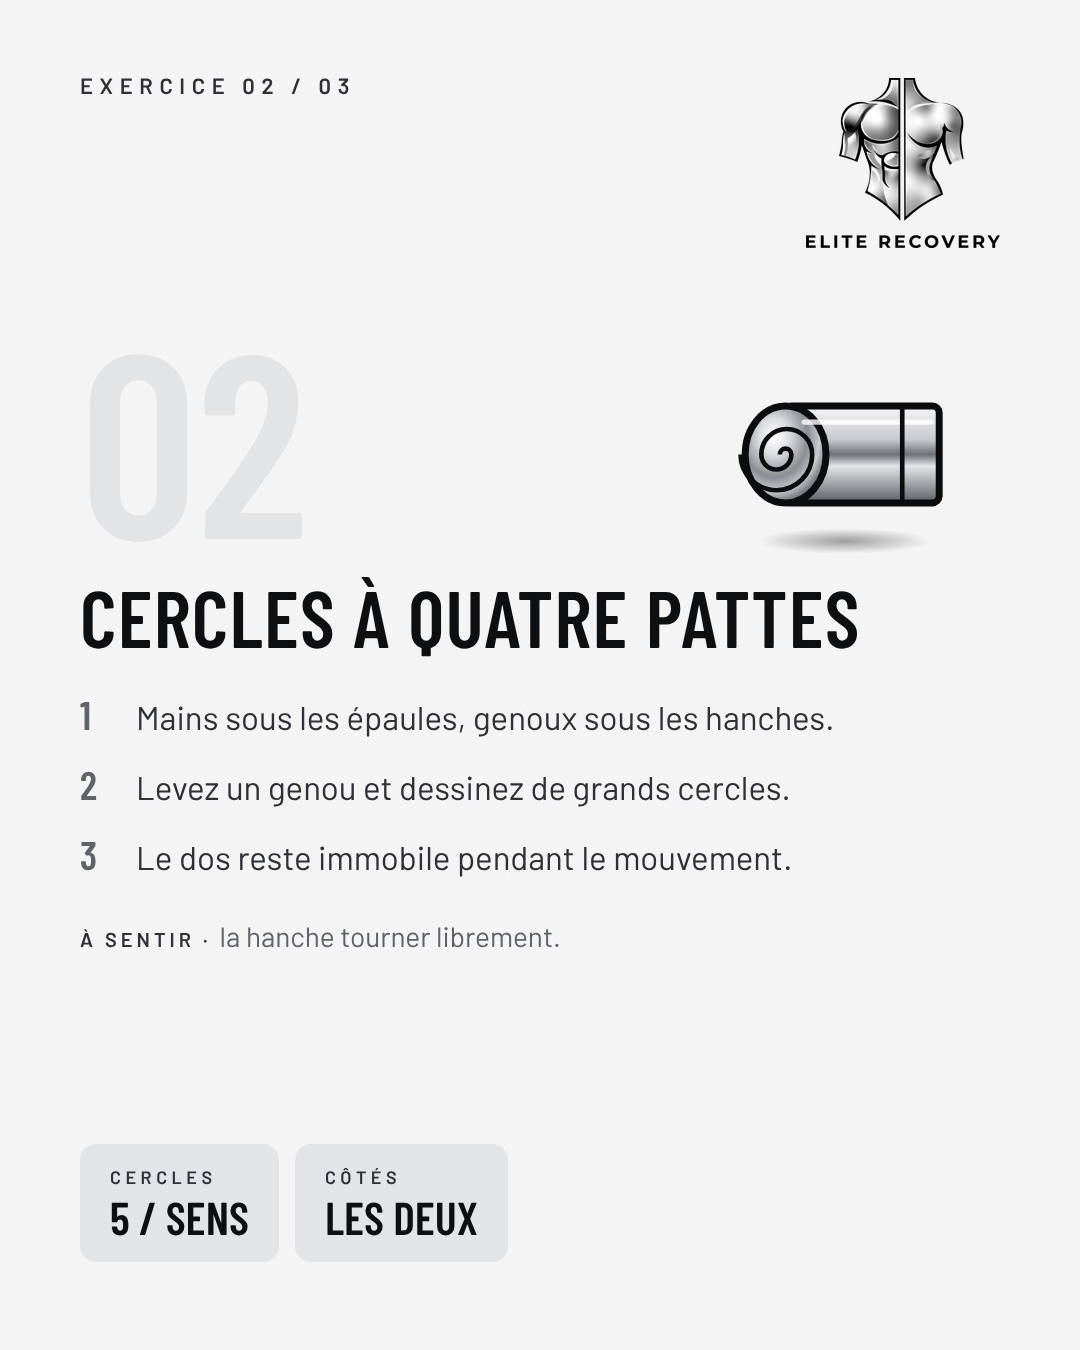 EXERCICE 02 / 03
ELITE RECOVERY
02
CERCLES À QUATRE PATTES
1 Mains sous les épaules, genoux sous les hanches.
2 Levez un genou et dessinez de grands cercles.
3 Le dos reste immobile pendant le mouvement.
À SENTIR · la hanche tourner librement.
CERCLES
5 / SENS
CÔTÉS
LES DEUX